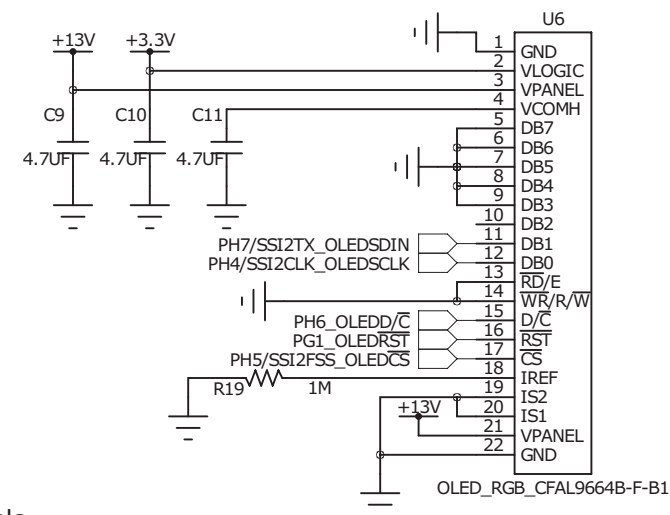 U6
+13V
+3.3V
C9
C10
C11
4.7UF
4.7UF
4.7UF
1 GND
2 VLOGIC
3 VPANEL
4 VCOMH
5 DB7
6 DB6
7 DB5
8 DB4
9 DB3
10 DB2
PH7/SSI2TX_OLEDSDIN 11 DB1
PH4/SSI2CLK_OLEDSCLK 12 DB0
13 RD/E
14 WR/R/W
PH6_OLEDD/C 15 D/C
PG1_OLEDRST 16 RST
PH5/SSI2FSS_OLEDCS 17 CS
R19 1M 18 IREF
19 IS2
20 IS1
+13V 21 VPANEL
22 GND
OLED_RGB_CFAL9664B-F-B1